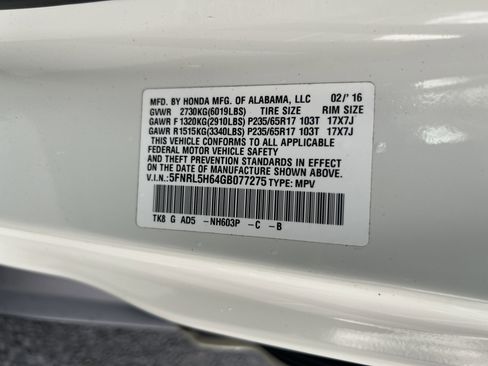 MFD. BY HONDA MFG. OF ALABAMA, LLC 02/'16
GVWR 2730KG(6019LBS) TIRE SIZE RIM SIZE
GAWR F1320KG(2910LBS) P235/65R17 103T 17X7J
GAWR R1515KG(3340LBS) P235/65R17 103T 17X7J
THIS VEHICLE CONFORMS TO ALL APPLICABLE
FEDERAL MOTOR VEHICLE
SAFETY AND THEFT PREVENTION STANDARDS IN EFFECT ON THE
DATE OF MANUFACTURE SHOWN ABOVE.
V.I.N.:5FNRL5H64GB077275 TYPE: MPV
TK8 G AD5 -NH603P -C -B